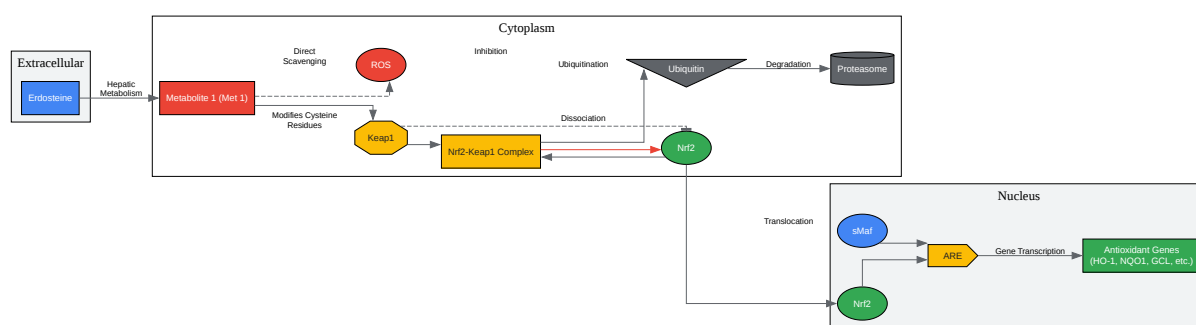 Cytoplasm
Extracellular
Erdosteine
Hepatic
Metabolism
Metabolite 1 (Met 1)
Direct
Scavenging
ROS
Inhibition
Ubiquitination
Ubiquitin
Degradation
Proteasome
Modifies Cysteine
Residues
Keap1
Dissociation
Nrf2-Keap1 Complex
Nrf2
Translocation
Nucleus
sMaf
ARE
Gene Transcription
Antioxidant Genes
(HO-1, NQO1, GCL, etc.)
Nrf2